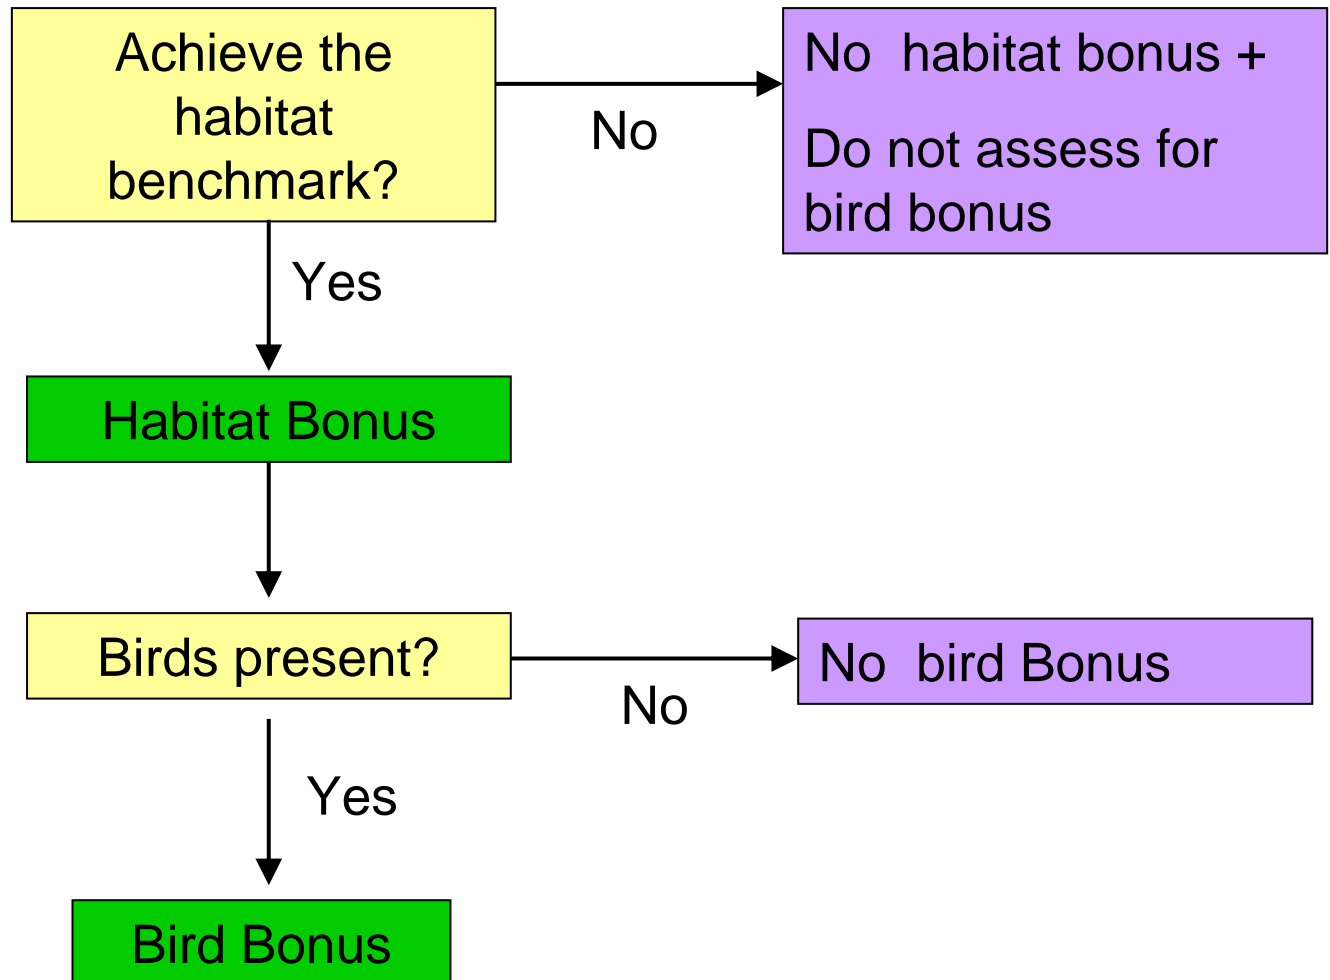 Achieve the
habitat
benchmark?
No
No  habitat bonus +
Do not assess for
bird bonus
Yes
Habitat Bonus
Birds present?
No
No  bird Bonus
Yes
Bird Bonus